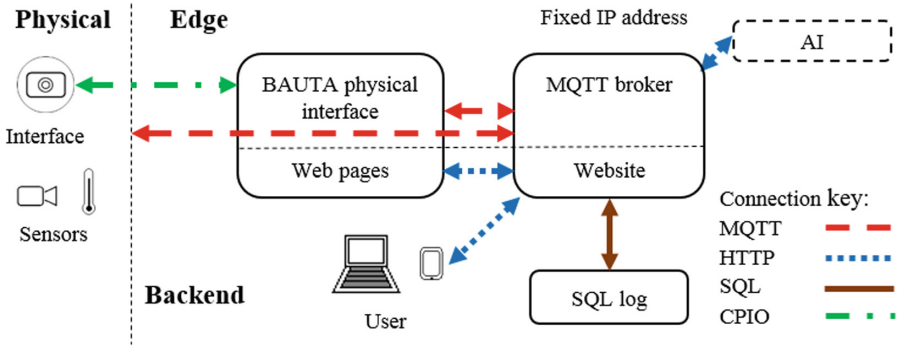 Physical
Edge
Fixed IP address
AI
BAUTA physical
interface
MQTT broker
Interface
Web pages
Website
Sensors
Connection key:
MQTT
HTTP
SQL
CPIO
Backend
User
SQL log